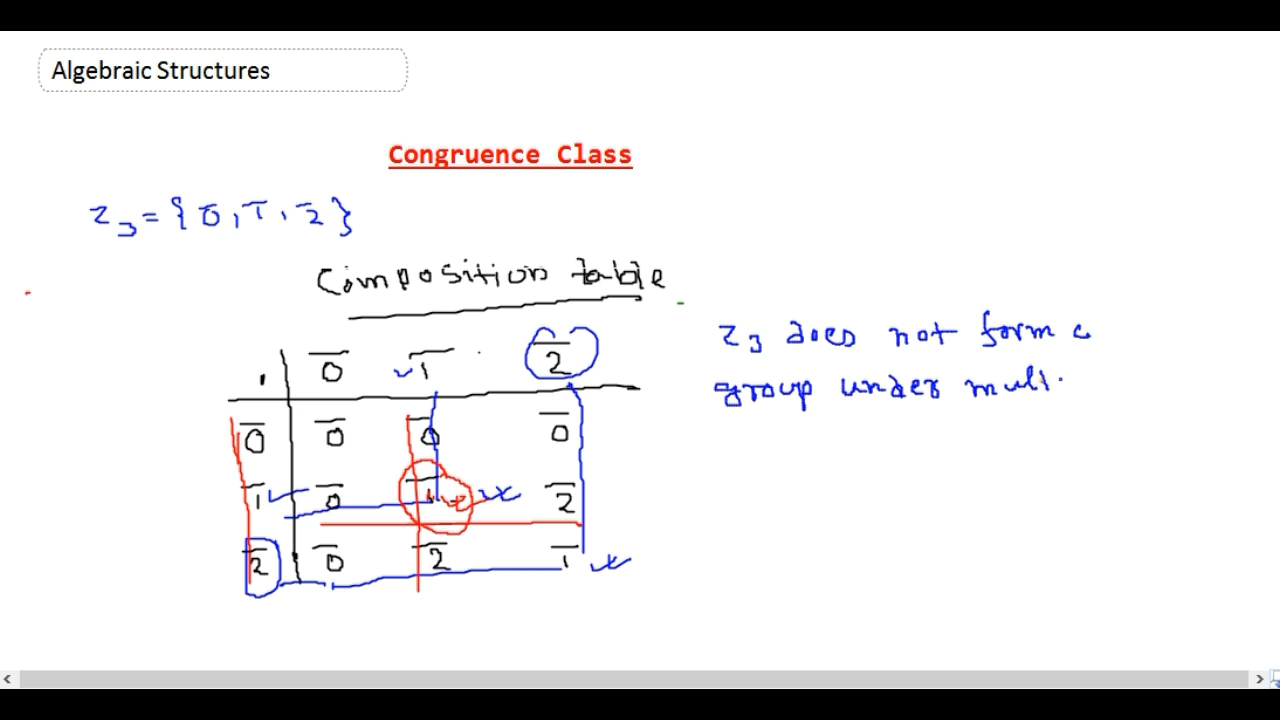 Algebraic Structures
Congruence Class
Z₃ = {0̅, 1̅, 2̅}
Composition table
Z₃ does not form a
group under mult.
. 0̅ 1̅ 2̅
0̅ 0̅ 0̅ 0̅
1̅ 0̅ 1̅ 2̅
2̅ 0̅ 2̅ 1̅